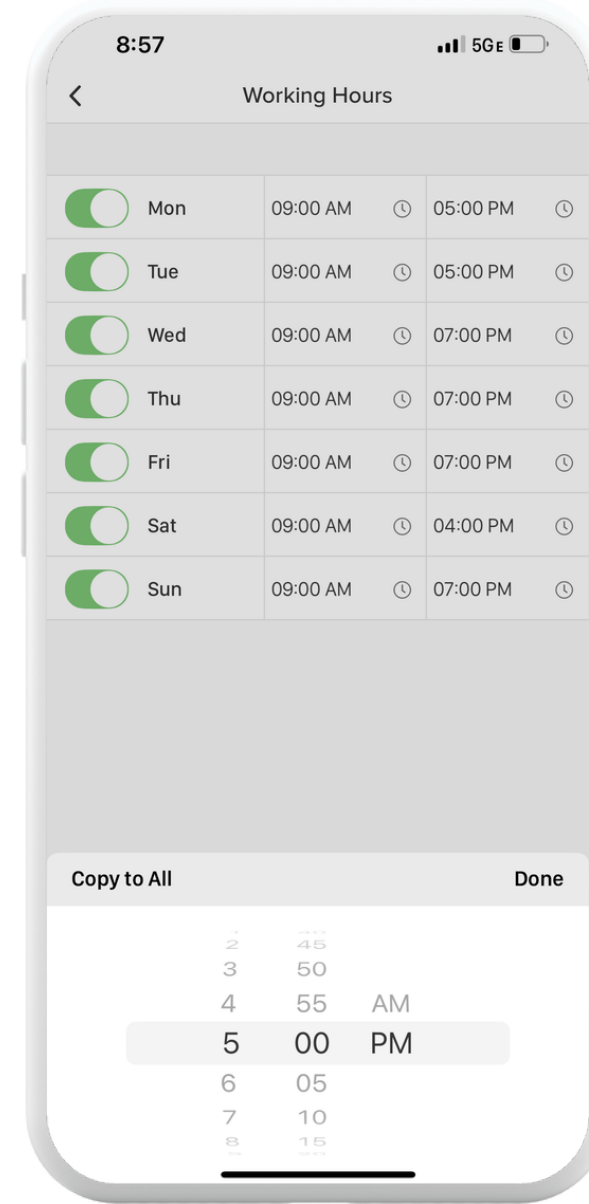 8:57 5GE
Working Hours
Mon 09:00 AM 05:00 PM
Tue 09:00 AM 05:00 PM
Wed 09:00 AM 07:00 PM
Thu 09:00 AM 07:00 PM
Fri 09:00 AM 07:00 PM
Sat 09:00 AM 04:00 PM
Sun 09:00 AM 07:00 PM
Copy to All Done
2 45
3 50
4 55 AM
5 00 PM
6 05
7 10
8 15